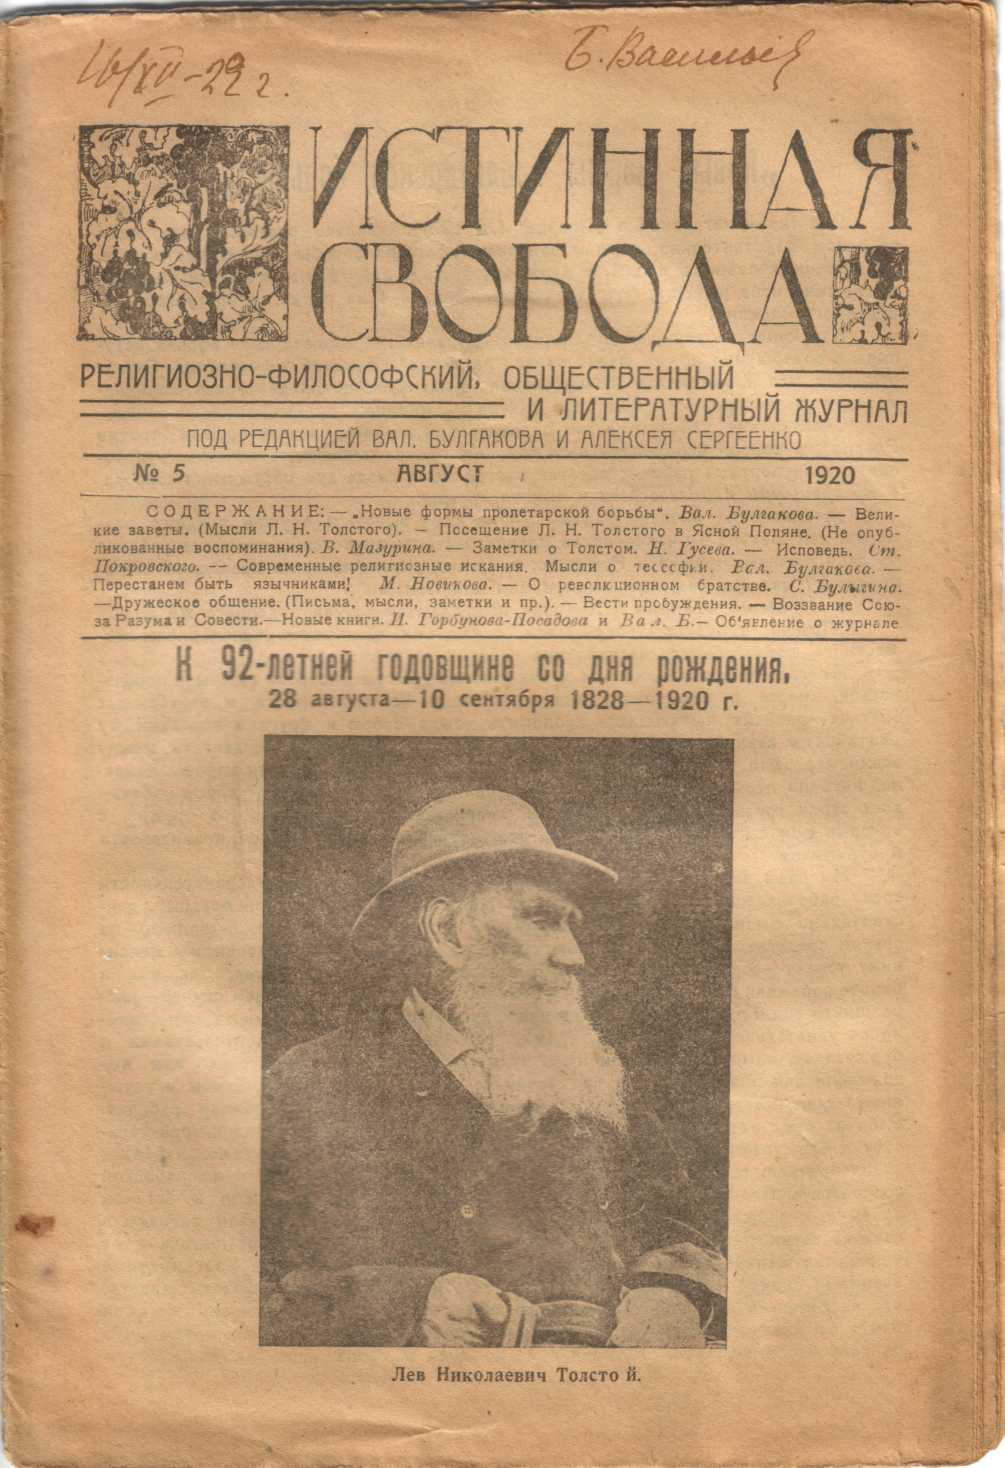 16/XII-29 г.
Б. Васильев
ИСТИННАЯ
СВОБОДА
РЕЛИГИОЗНО-ФИЛОСОФСКИЙ, ОБЩЕСТВЕННЫЙ
И ЛИТЕРАТУРНЫЙ ЖУРНАЛ
ПОД РЕДАКЦИЕЙ ВАЛ. БУЛГАКОВА И АЛЕКСЕЯ СЕРГЕЕНКО
№ 5 АВГУСТ 1920
СОДЕРЖАНИЕ: — „Новые формы пролетарской борьбы“. Вал. Булгакова. — Вели-
кие заветы. (Мысли Л. Н. Толстого). — Посещение Л. Н. Толстого в Ясной Поляне. (Не опуб-
ликованные воспоминания). В. Мазурина. — Заметки о Толстом. Н. Гусева. — Исповедь. Ст.
Покровского. — Современные религиозные искания. Мысли о теософии. Вал. Булгакова. —
Перестанем быть язычниками! М. Новикова. — О революционном братстве. С. Булыгина.
—Дружеское общение. (Письма, мысли, заметки и пр.). — Вести пробуждения. — Воззвание Сою-
за Разума и Совести.—Новые книги. И. Горбунова-Посадова и Вал. Б.— Об'явление о журнале
К 92-летней годовщине со дня рождения,
28 августа—10 сентября 1828—1920 г.
Лев Николаевич Толсто й.